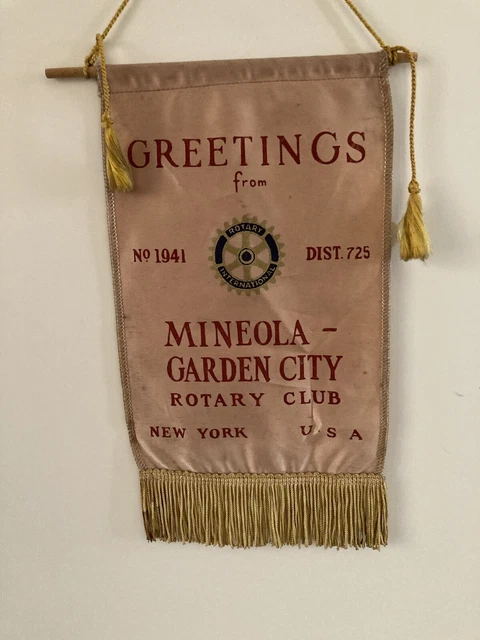 GREETINGS
from
ROTARY
INTERNATIONAL
Nº 1941 DIST. 725
MINEOLA –
GARDEN CITY
ROTARY CLUB
NEW YORK U S A